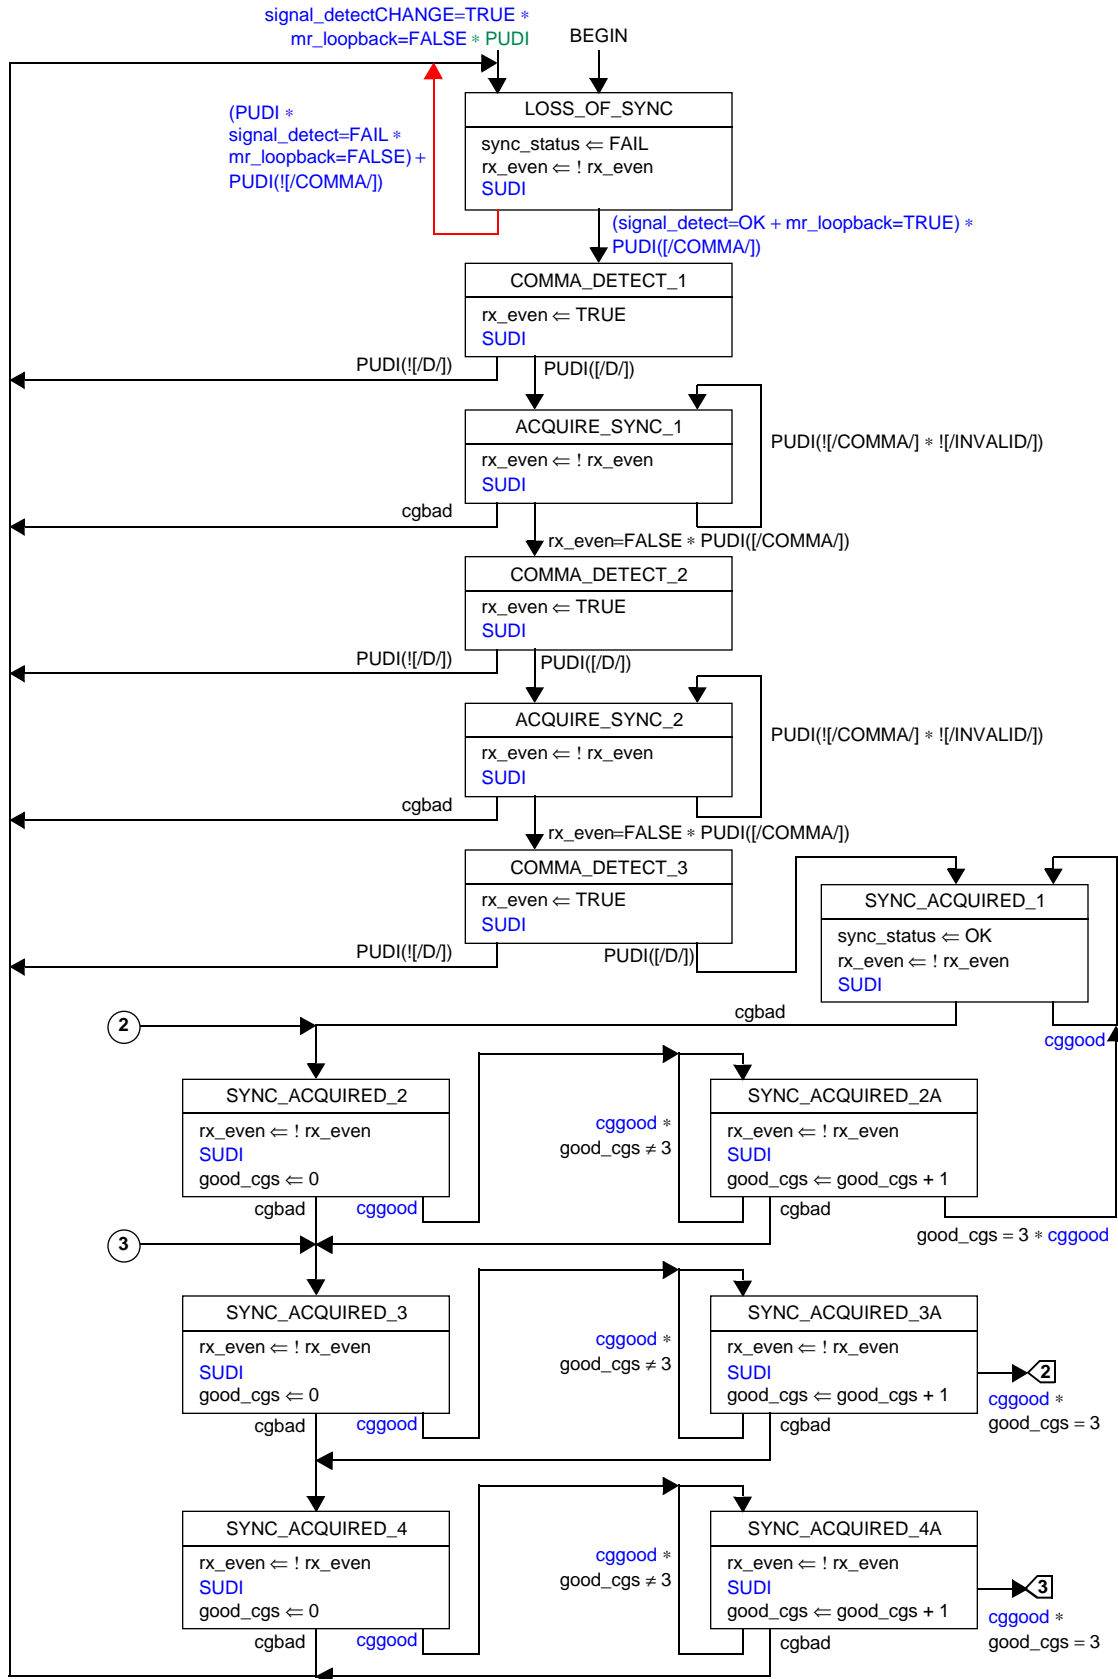 signal_detectCHANGE=TRUE ∗
mr_loopback=FALSE ∗ PUDI
BEGIN
(PUDI ∗
signal_detect=FAIL ∗
mr_loopback=FALSE) +
PUDI(![/COMMA/])
LOSS_OF_SYNC
sync_status ⇐ FAIL
rx_even ⇐ ! rx_even
SUDI
(signal_detect=OK + mr_loopback=TRUE) ∗
PUDI([/COMMA/])
COMMA_DETECT_1
rx_even ⇐ TRUE
SUDI
PUDI(![/D/])
PUDI([/D/])
ACQUIRE_SYNC_1
rx_even ⇐ ! rx_even
SUDI
PUDI(![/COMMA/] ∗ ![/INVALID/])
cgbad
rx_even=FALSE ∗ PUDI([/COMMA/])
COMMA_DETECT_2
rx_even ⇐ TRUE
SUDI
PUDI(![/D/])
PUDI([/D/])
ACQUIRE_SYNC_2
rx_even ⇐ ! rx_even
SUDI
PUDI(![/COMMA/] ∗ ![/INVALID/])
cgbad
rx_even=FALSE ∗ PUDI([/COMMA/])
COMMA_DETECT_3
rx_even ⇐ TRUE
SUDI
PUDI(![/D/])
PUDI([/D/])
SYNC_ACQUIRED_1
sync_status ⇐ OK
rx_even ⇐ ! rx_even
SUDI
cgbad
cggood
2
SYNC_ACQUIRED_2
rx_even ⇐ ! rx_even
SUDI
good_cgs ⇐ 0
cgbad
cggood
cggood ∗
good_cgs ≠ 3
SYNC_ACQUIRED_2A
rx_even ⇐ ! rx_even
SUDI
good_cgs ⇐ good_cgs + 1
cgbad
good_cgs = 3 ∗ cggood
3
SYNC_ACQUIRED_3
rx_even ⇐ ! rx_even
SUDI
good_cgs ⇐ 0
cgbad
cggood
cggood ∗
good_cgs ≠ 3
SYNC_ACQUIRED_3A
rx_even ⇐ ! rx_even
SUDI
good_cgs ⇐ good_cgs + 1
cgbad
2
cggood ∗
good_cgs = 3
SYNC_ACQUIRED_4
rx_even ⇐ ! rx_even
SUDI
good_cgs ⇐ 0
cgbad
cggood
cggood ∗
good_cgs ≠ 3
SYNC_ACQUIRED_4A
rx_even ⇐ ! rx_even
SUDI
good_cgs ⇐ good_cgs + 1
cgbad
3
cggood ∗
good_cgs = 3